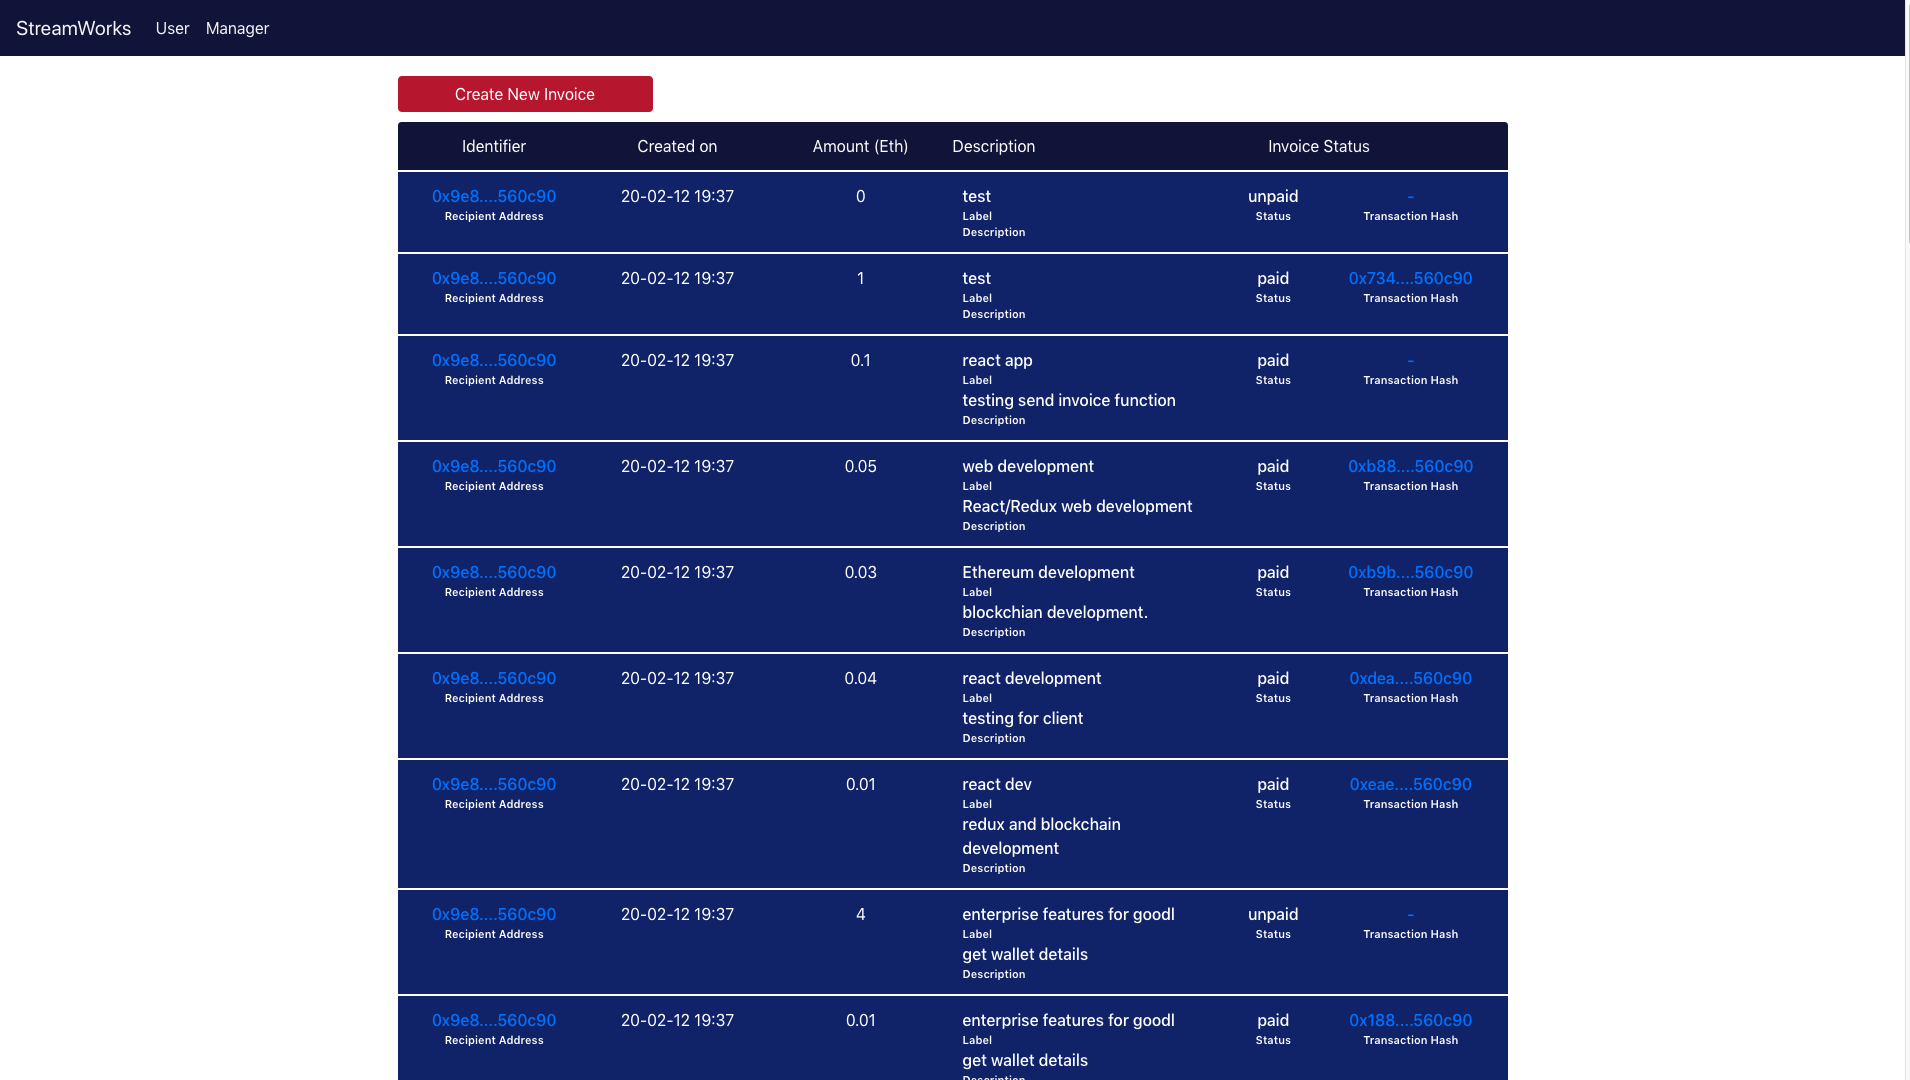 StreamWorks User Manager
Create New Invoice
Identifier Created on Amount (Eth) Description Invoice Status
0x9e8....560c90 20-02-12 19:37 0 test unpaid -
Recipient Address Label Status Transaction Hash
Description
0x9e8....560c90 20-02-12 19:37 1 test paid 0x734....560c90
Recipient Address Label Status Transaction Hash
Description
0x9e8....560c90 20-02-12 19:37 0.1 react app paid -
Recipient Address Label Status Transaction Hash
testing send invoice function
Description
0x9e8....560c90 20-02-12 19:37 0.05 web development paid 0xb88....560c90
Recipient Address Label Status Transaction Hash
React/Redux web development
Description
0x9e8....560c90 20-02-12 19:37 0.03 Ethereum development paid 0xb9b....560c90
Recipient Address Label Status Transaction Hash
blockchian development.
Description
0x9e8....560c90 20-02-12 19:37 0.04 react development paid 0xdea....560c90
Recipient Address Label Status Transaction Hash
testing for client
Description
0x9e8....560c90 20-02-12 19:37 0.01 react dev paid 0xeae....560c90
Recipient Address Label Status Transaction Hash
redux and blockchain
development
Description
0x9e8....560c90 20-02-12 19:37 4 enterprise features for goodl unpaid -
Recipient Address Label Status Transaction Hash
get wallet details
Description
0x9e8....560c90 20-02-12 19:37 0.01 enterprise features for goodl paid 0x188....560c90
Recipient Address Label Status Transaction Hash
get wallet details
Description